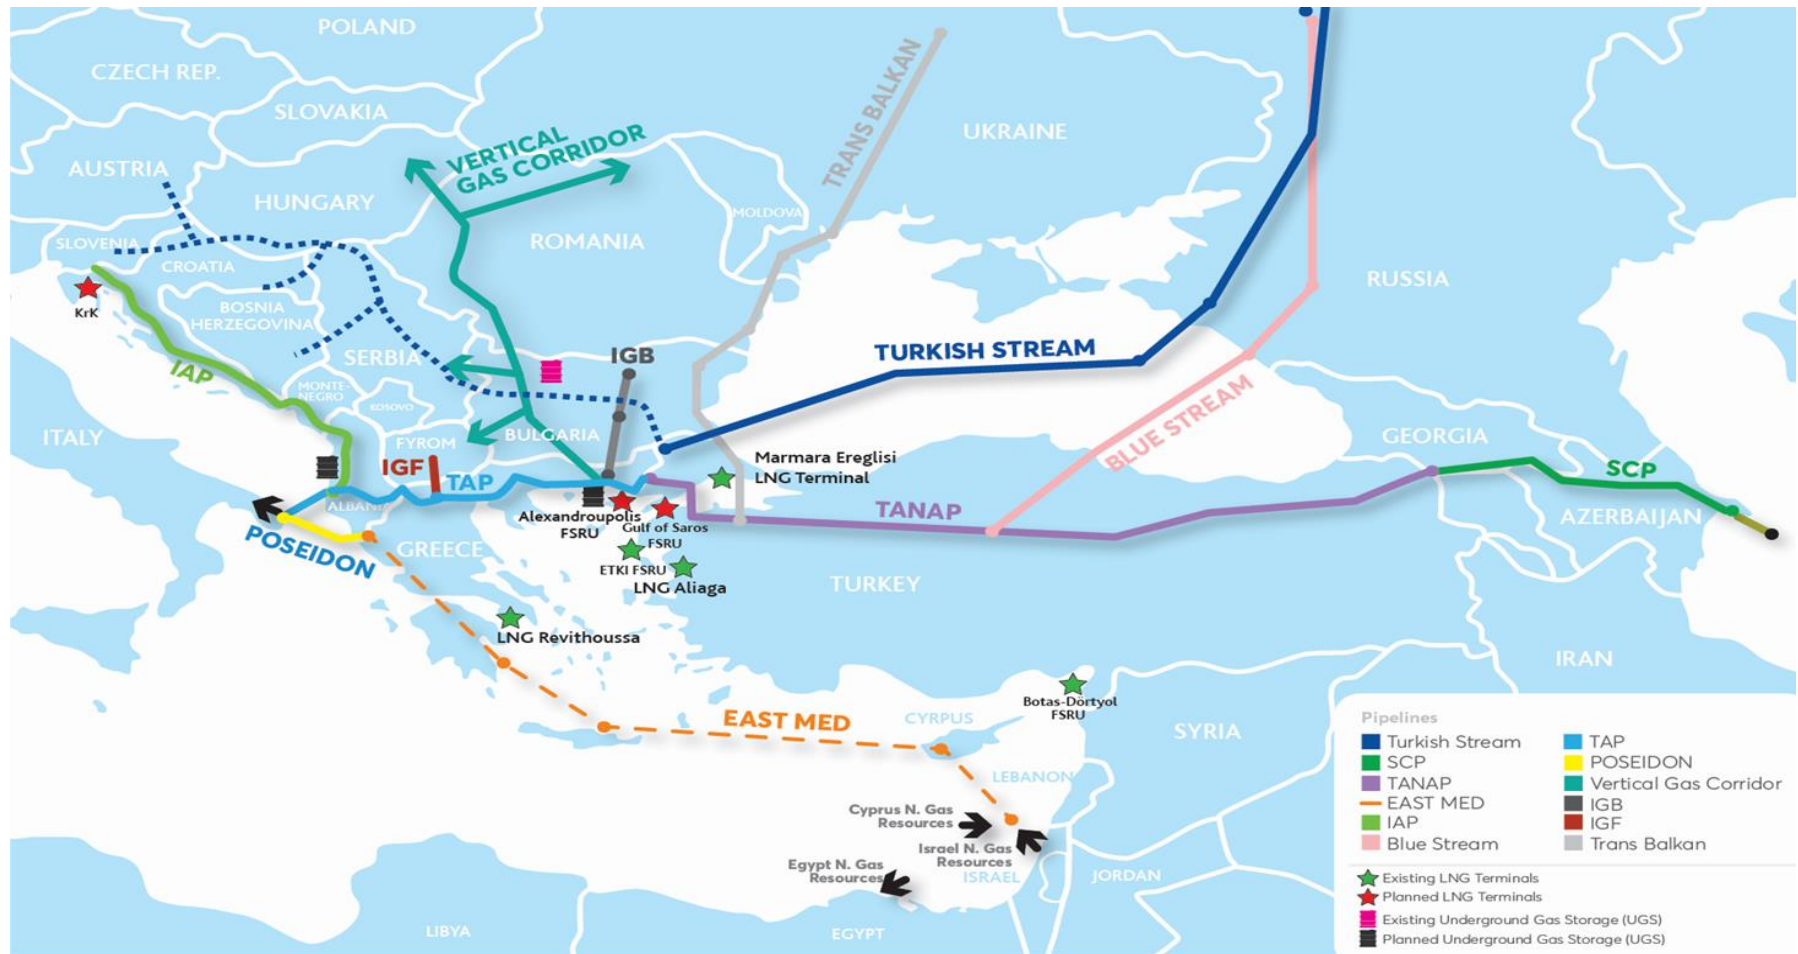 POLAND
CZECH REP.
SLOVAKIA
UKRAINE
AUSTRIA
VERTICAL
GAS CORRIDOR
TRANS BALKAN
HUNGARY
MOLDOVA
SLOVENIA
ROMANIA
CROATIA
RUSSIA
KrK
BOSNIA
HERZEGOVINA
SERBIA
IGB
TURKISH STREAM
IAP
MONTE-
NEGRO
KOSOVO
BLUE STREAM
ITALY
FYROM
BULGARIA
GEORGIA
IGF
TAP
Marmara Ereglisi
LNG Terminal
SCP
ALBANIA
TANAP
AZERBAIJAN
Alexandroupolis
FSRU
Gulf of Saros
FSRU
POSEIDON
GREECE
ETKI FSRU
LNG Aliaga
TURKEY
LNG Revithoussa
IRAN
Botas-Dörtyol
FSRU
EAST MED
CYRPUS
SYRIA
LEBANON
Cyprus N. Gas
Resources
Israel N. Gas
Resources
Egypt N. Gas
Resources
ISRAEL
JORDAN
LIBYA
EGYPT
Pipelines
Turkish Stream
SCP
TANAP
EAST MED
IAP
Blue Stream
TAP
POSEIDON
Vertical Gas Corridor
IGB
IGF
Trans Balkan
Existing LNG Terminals
Planned LNG Terminals
Existing Underground Gas Storage (UGS)
Planned Underground Gas Storage (UGS)